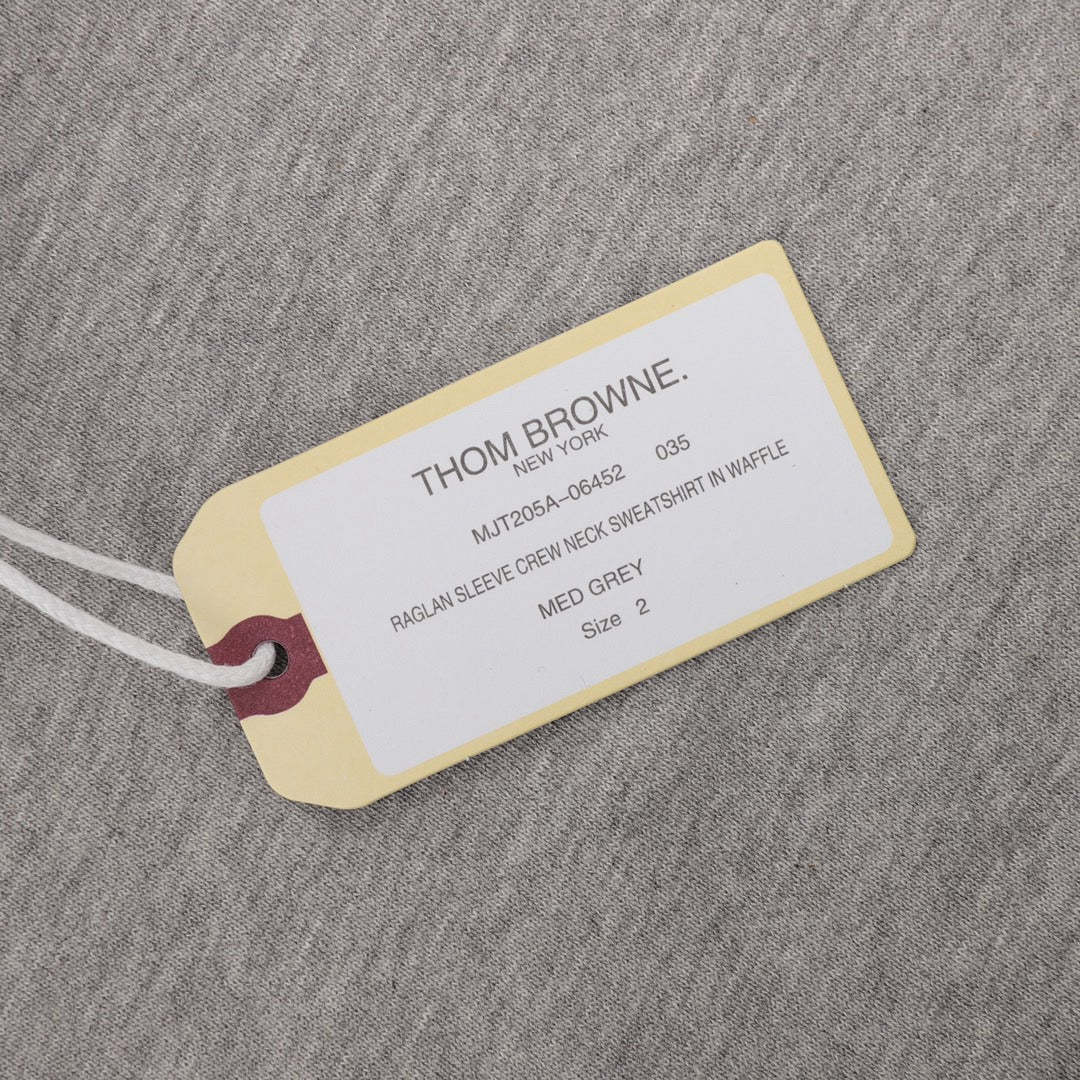 THOM BROWNE.
NEW YORK
MJT205A-06452 035
RAGLAN SLEEVE CREW NECK SWEATSHIRT IN WAFFLE
MED GREY
Size 2